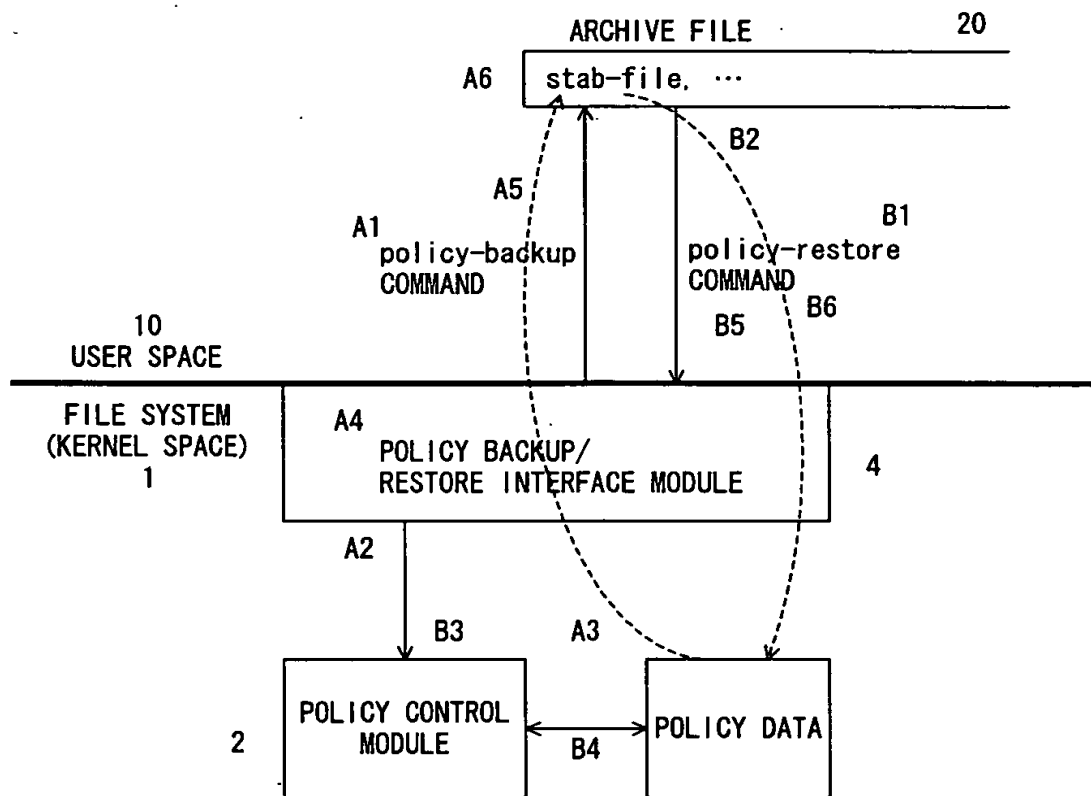 ARCHIVE FILE 20
A6 stab-file, ···
B2
A5
A1 B1
policy-backup policy-restore
COMMAND COMMAND
B6
B5
10
USER SPACE
FILE SYSTEM
(KERNEL SPACE)
1
A4
POLICY BACKUP/
RESTORE INTERFACE MODULE
4
A2
B3 A3
POLICY CONTROL
MODULE
2
B4
POLICY DATA